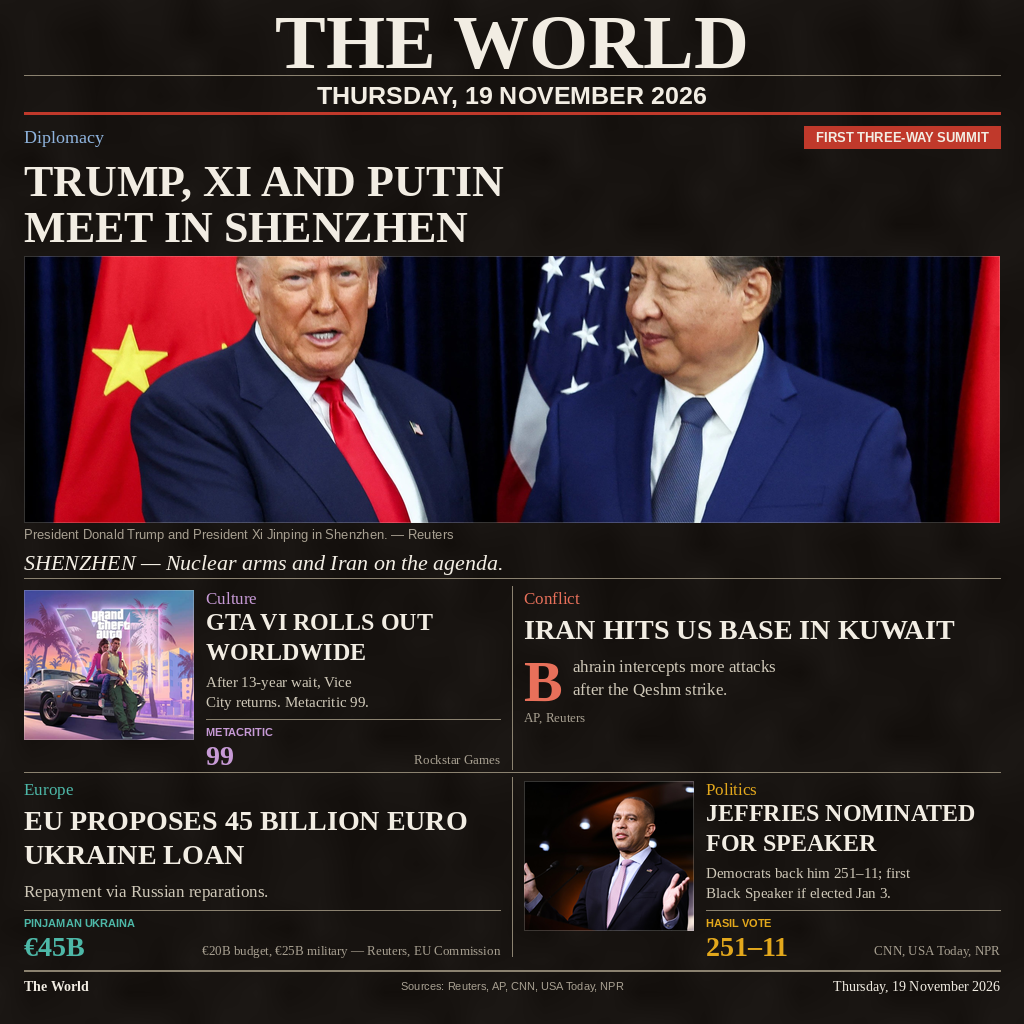 THE WORLD
THURSDAY, 19 NOVEMBER 2026
Diplomacy
FIRST THREE-WAY SUMMIT
TRUMP, XI AND PUTIN
MEET IN SHENZHEN
President Donald Trump and President Xi Jinping in Shenzhen. — Reuters
SHENZHEN — Nuclear arms and Iran on the agenda.
grand
theft
auto
Culture
GTA VI ROLLS OUT
WORLDWIDE
After 13-year wait, Vice
City returns. Metacritic 99.
METACRITIC
99
Rockstar Games
Conflict
IRAN HITS US BASE IN KUWAIT
Bahrain intercepts more attacks
after the Qeshm strike.
AP, Reuters
Europe
EU PROPOSES 45 BILLION EURO
UKRAINE LOAN
Repayment via Russian reparations.
PINJAMAN UKRAINA
€45B
€20B budget, €25B military — Reuters, EU Commission
Politics
JEFFRIES NOMINATED
FOR SPEAKER
Democrats back him 251–11; first
Black Speaker if elected Jan 3.
HASIL VOTE
251–11
CNN, USA Today, NPR
The World
Sources: Reuters, AP, CNN, USA Today, NPR
Thursday, 19 November 2026